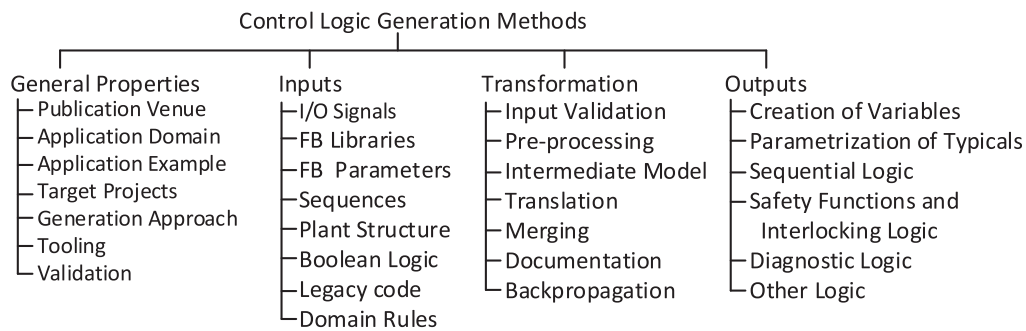 Control Logic Generation Methods
General Properties
Publication Venue
Application Domain
Application Example
Target Projects
Generation Approach
Tooling
Validation
Inputs
I/O Signals
FB Libraries
FB Parameters
Sequences
Plant Structure
Boolean Logic
Legacy code
Domain Rules
Transformation
Input Validation
Pre-processing
Intermediate Model
Translation
Merging
Documentation
Backpropagation
Outputs
Creation of Variables
Parametrization of Typicals
Sequential Logic
Safety Functions and
Interlocking Logic
Diagnostic Logic
Other Logic